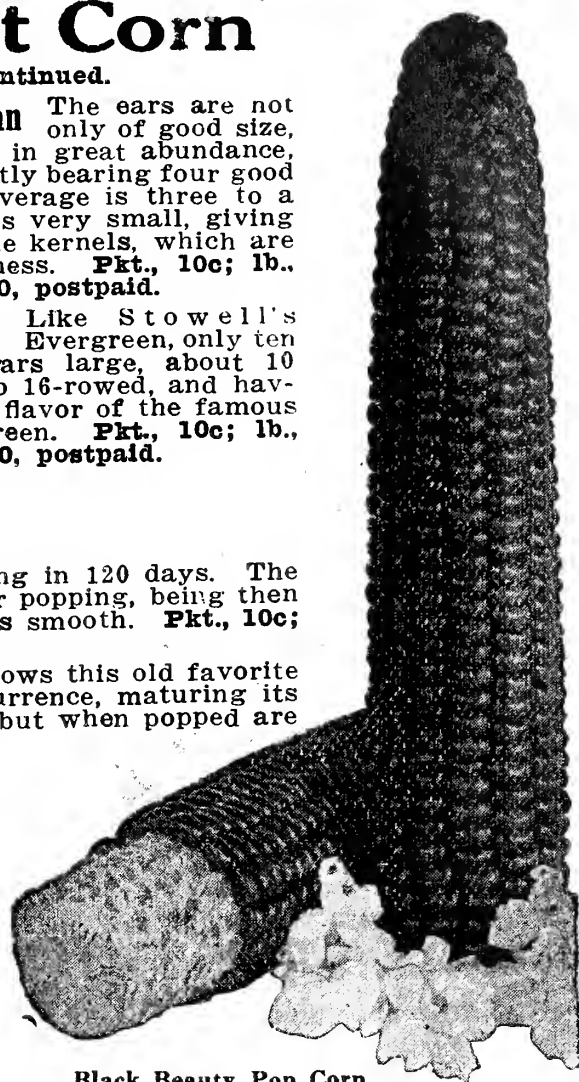 t Corn
ntinued.
an The ears are not
only of good size,
in great abundance,
tly bearing four good
verage is three to a
s very small, giving
e kernels, which are
ness. Pkt., 10c; lb.,
0, postpaid.
Like Stowell's
Evergreen, only ten
ars large, about 10
o 16-rowed, and hav-
flavor of the famous
reen. Pkt., 10c; lb.,
0, postpaid.
ng in 120 days. The
r popping, being then
s smooth. Pkt., 10c;
ows this old favorite
urrence, maturing its
but when popped are
Black Beauty Pop Corn